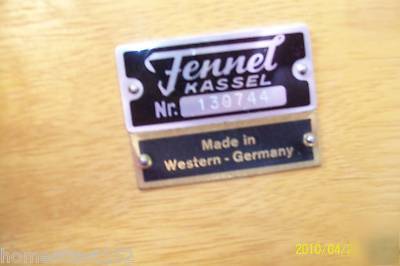 Fennel
KASSEL
Nr. 130744
Made in
Western - Germany